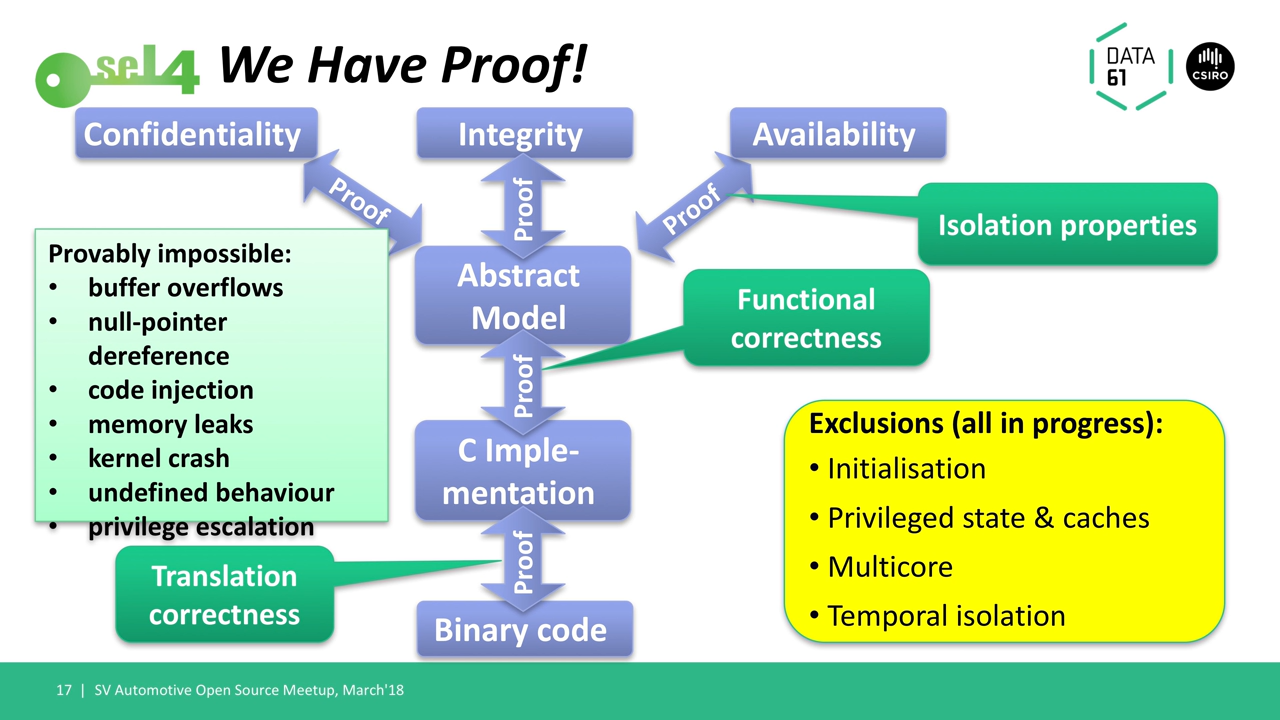 seL4 We Have Proof!
DATA
61
CSIRO
Confidentiality
Integrity
Availability
Proof
Proof
Proof
Isolation properties
Provably impossible:
• buffer overflows
• null-pointer
dereference
• code injection
• memory leaks
• kernel crash
• undefined behaviour
• privilege escalation
Abstract
Model
Functional
correctness
Proof
C Imple-
mentation
Exclusions (all in progress):
• Initialisation
• Privileged state & caches
• Multicore
• Temporal isolation
Proof
Translation
correctness
Binary code
17 | SV Automotive Open Source Meetup, March'18